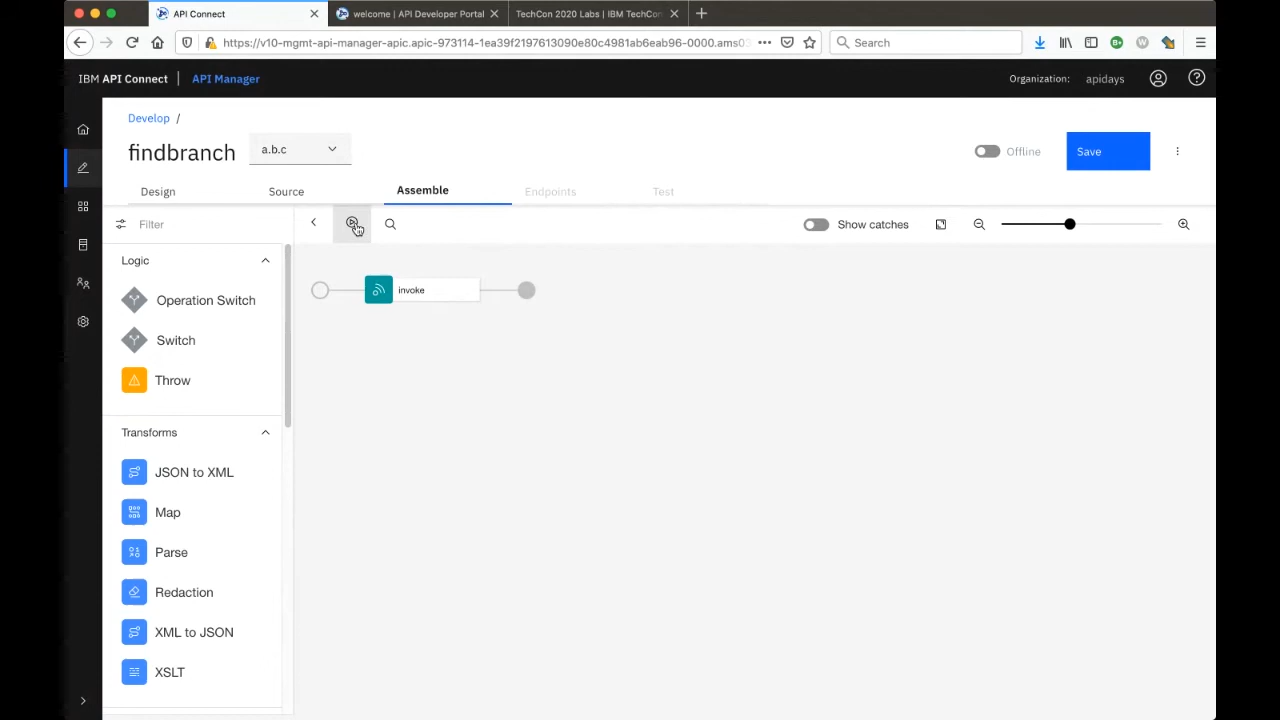 API Connect
welcome | API Developer Portal
TechCon 2020 Labs | IBM TechCon
https://v10-mgmt-api-manager-apic.apic-973114-1ea39f2197613090e80c4981ab6eab96-0000.ams03
Search
IBM API Connect | API Manager
Organization: apidays
Develop /
findbranch
a.b.c
Offline
Save
Design
Source
Assemble
Endpoints
Test
Filter
Show catches
Logic
invoke
Operation Switch
Switch
Throw
Transforms
JSON to XML
Map
Parse
Redaction
XML to JSON
XSLT